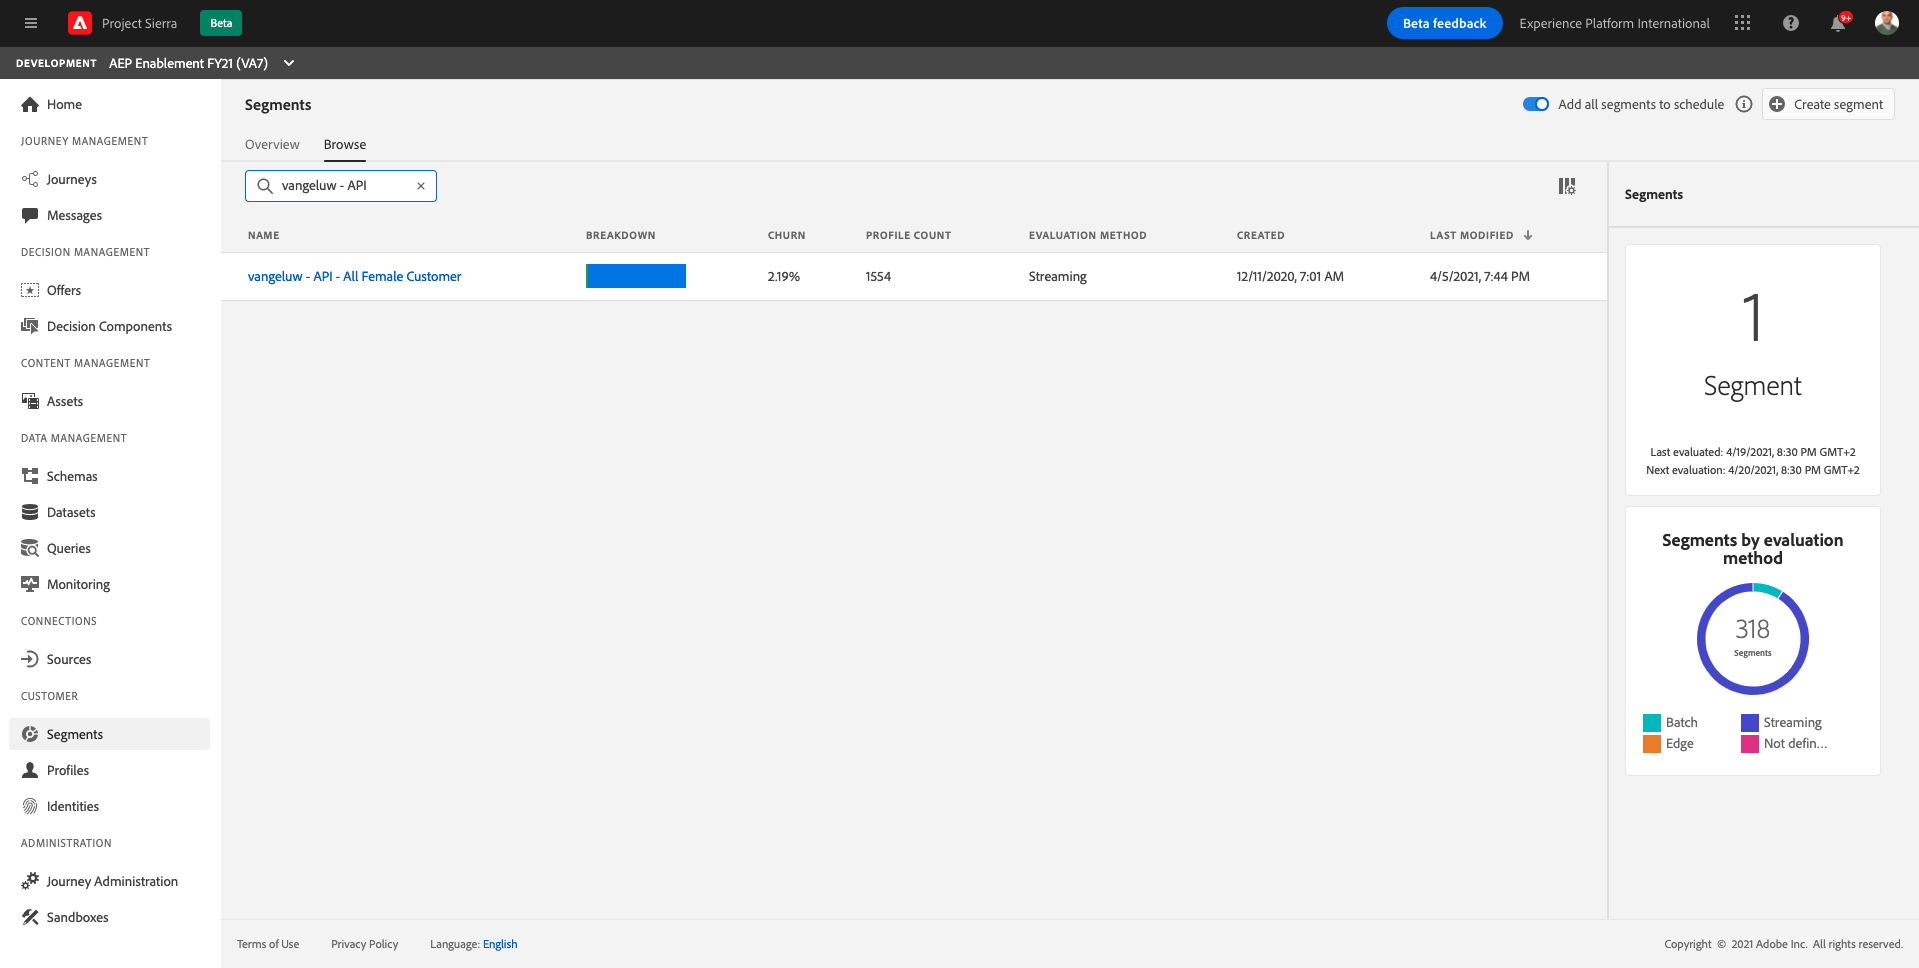 Project Sierra
Beta
Beta feedback
Experience Platform International
9+
DEVELOPMENT AEP Enablement FY21 (VA7)
Home
JOURNEY MANAGEMENT
Journeys
Messages
DECISION MANAGEMENT
Offers
Decision Components
CONTENT MANAGEMENT
Assets
DATA MANAGEMENT
Schemas
Datasets
Queries
Monitoring
CONNECTIONS
Sources
CUSTOMER
Segments
Profiles
Identities
ADMINISTRATION
Journey Administration
Sandboxes
Segments
Add all segments to schedule
Create segment
Overview Browse
vangeluw - API
NAME BREAKDOWN CHURN PROFILE COUNT EVALUATION METHOD CREATED LAST MODIFIED
vangeluw - API - All Female Customer 2.19% 1554 Streaming 12/11/2020, 7:01 AM 4/5/2021, 7:44 PM
Segments
1
Segment
Last evaluated: 4/19/2021, 8:30 PM GMT+2
Next evaluation: 4/20/2021, 8:30 PM GMT+2
Segments by evaluation
method
318
Segments
Batch Streaming
Edge Not defin...
Terms of Use Privacy Policy Language: English
Copyright © 2021 Adobe Inc. All rights reserved.